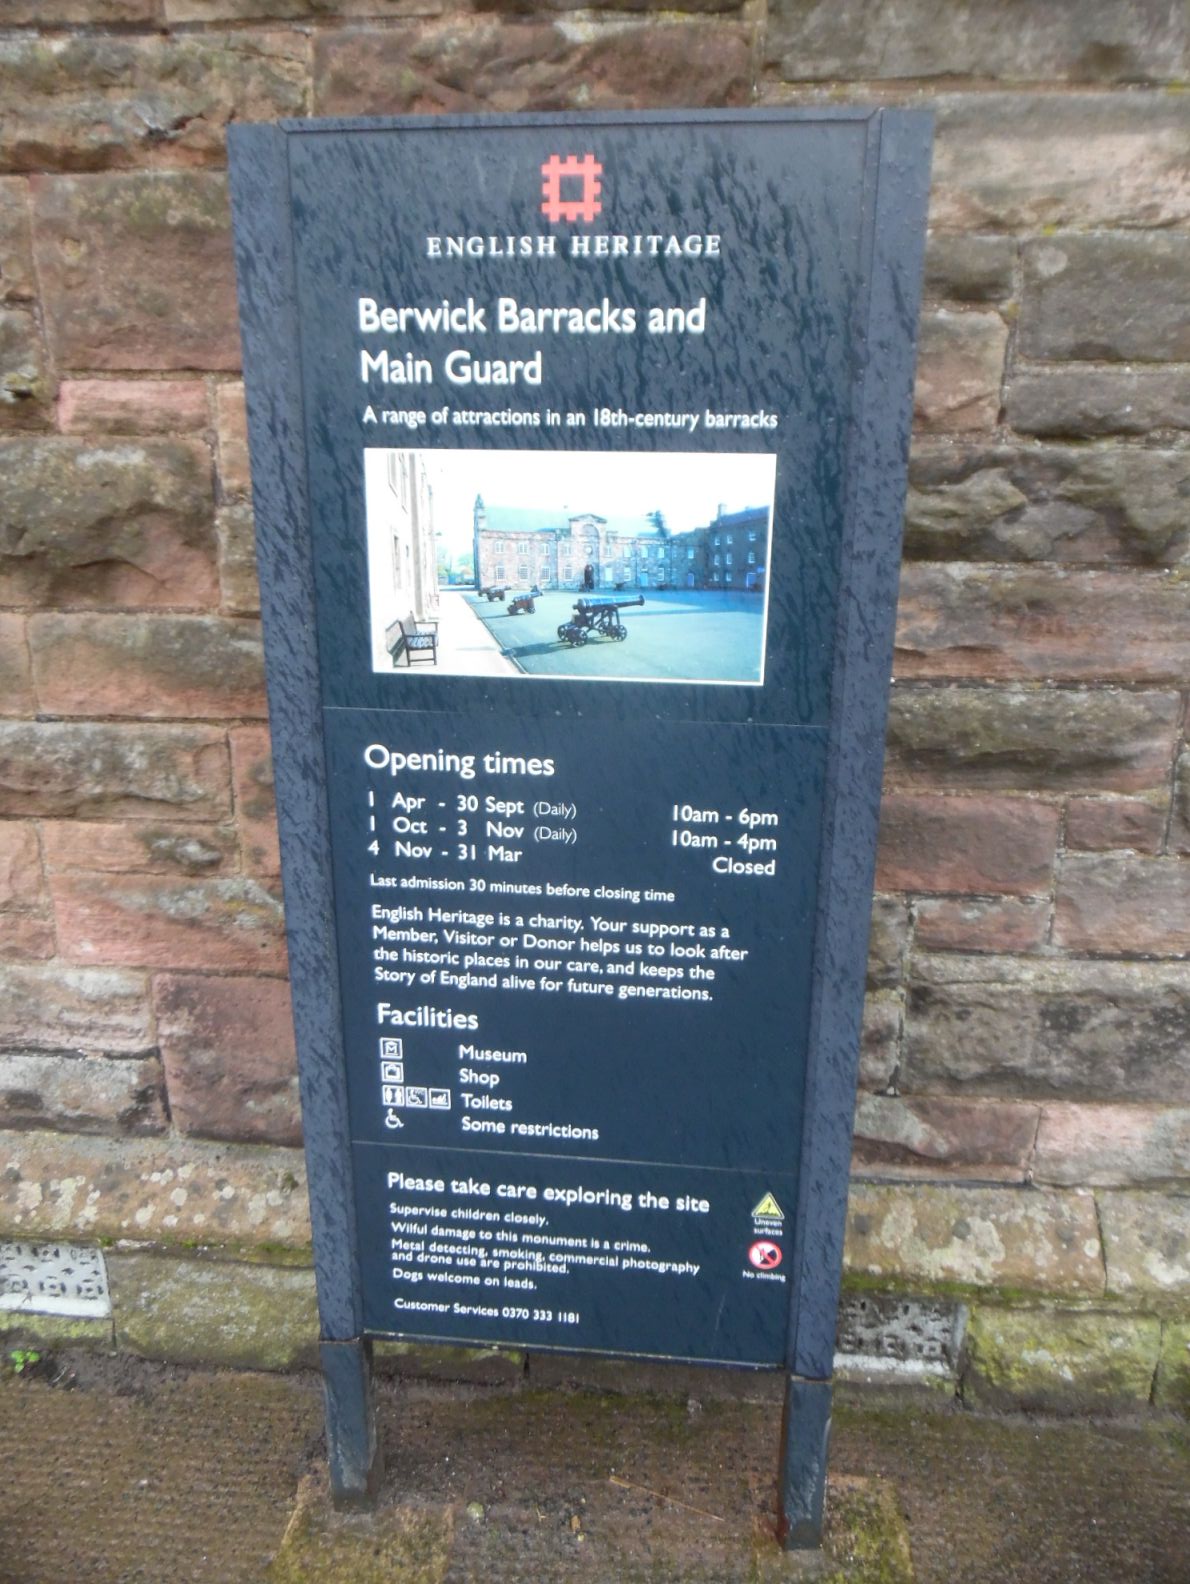 ENGLISH HERITAGE
Berwick Barracks and
Main Guard
A range of attractions in an 18th-century barracks
Opening times
1 Apr - 30 Sept (Daily) 10am - 6pm
1 Oct - 3 Nov (Daily) 10am - 4pm
4 Nov - 31 Mar Closed
Last admission 30 minutes before closing time
English Heritage is a charity. Your support as a
Member, Visitor or Donor helps us to look after
the historic places in our care, and keeps the
Story of England alive for future generations.
Facilities
Museum
Shop
Toilets
Some restrictions
Please take care exploring the site
Supervise children closely.
Wilful damage to this monument is a crime.
Metal detecting, smoking, commercial photography
and drone use are prohibited.
Dogs welcome on leads.
Customer Services 0370 333 1181
Uneven
surfaces
No climbing